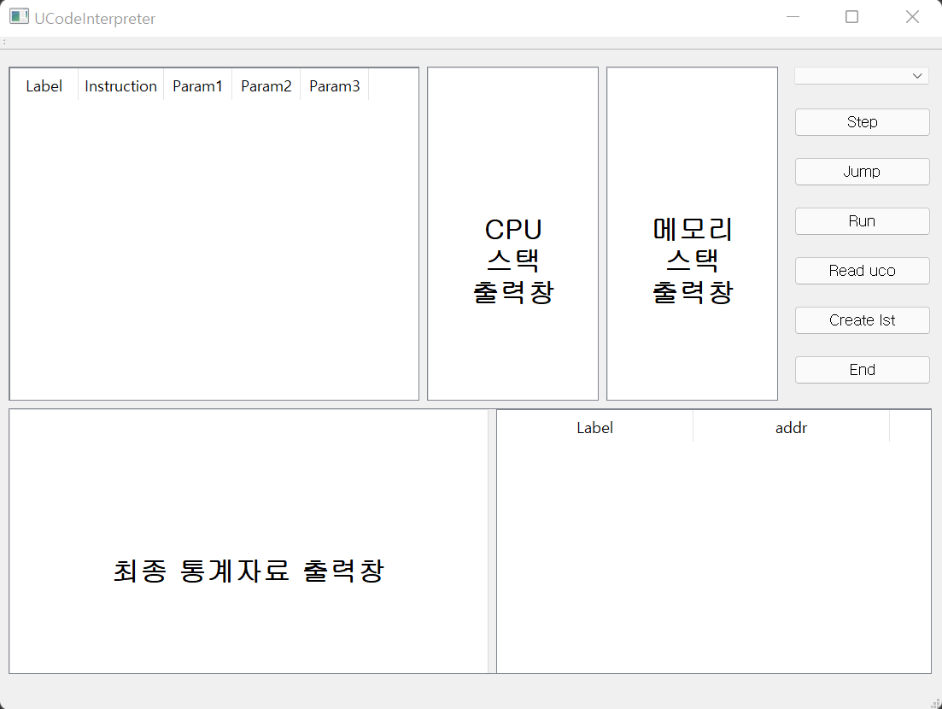 UCodeInterpreter
Label Instruction Param1 Param2 Param3
CPU
스택
출력창
메모리
스택
출력창
Step
Jump
Run
Read uco
Create lst
End
최종 통계자료 출력창
Label addr